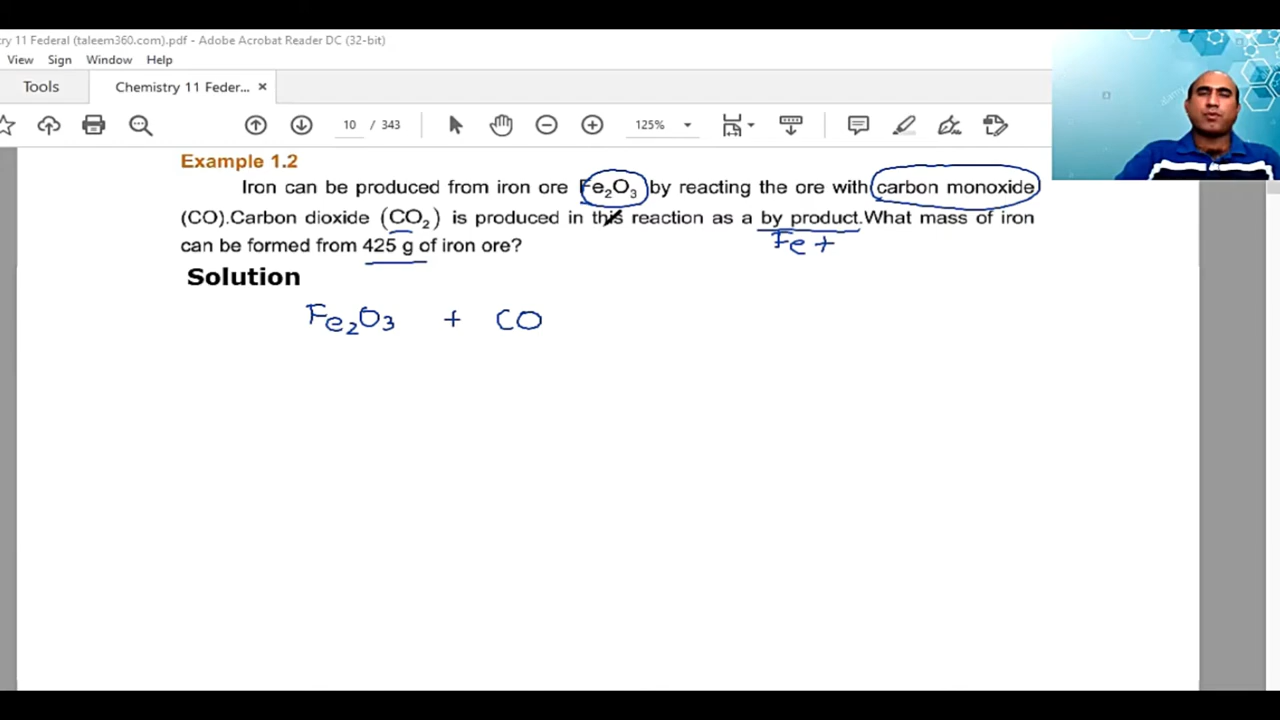 ry 11 Federal (taleem360.com).pdf - Adobe Acrobat Reader DC (32-bit)
View Sign Window Help
Tools Chemistry 11 Feder... ×
10 / 343 125%
Example 1.2
Iron can be produced from iron ore Fe₂O₃ by reacting the ore with carbon monoxide
(CO).Carbon dioxide (CO₂) is produced in this reaction as a by product.What mass of iron
can be formed from 425 g of iron ore?
Fe +
Solution
Fe₂O₃ + CO